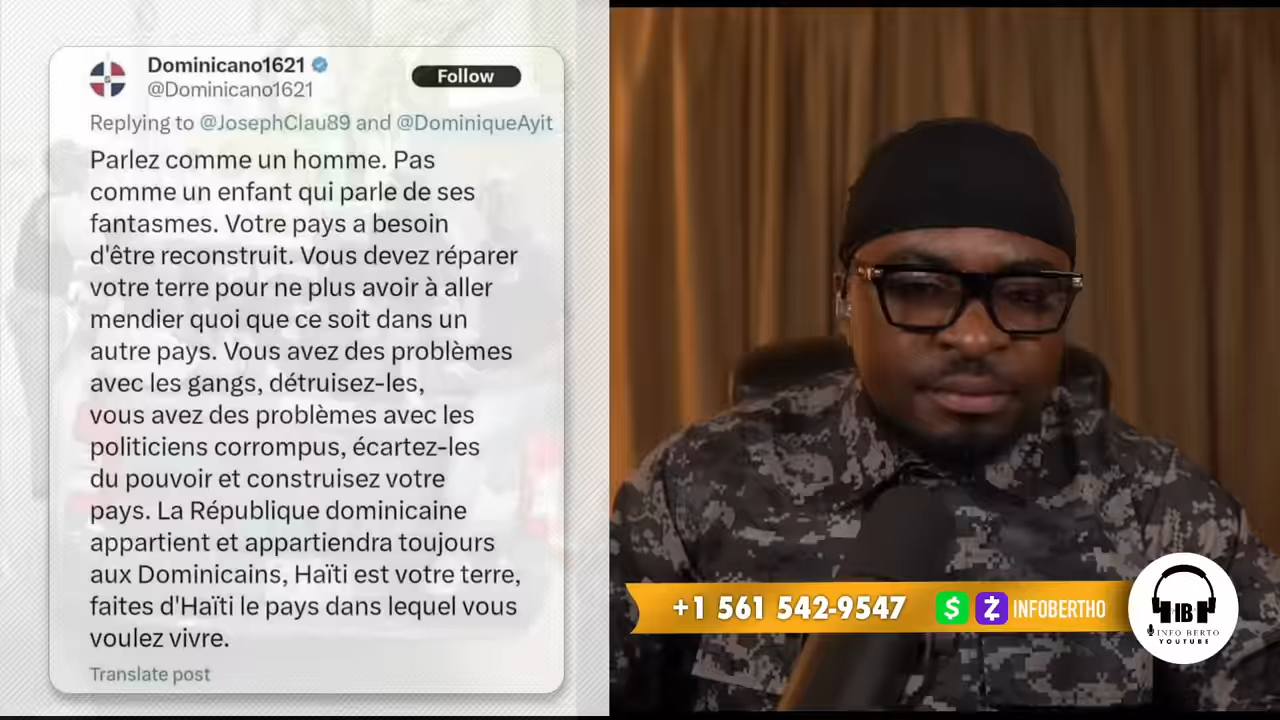 Dominicano1621
@Dominicano1621
Follow
Replying to @JosephClau89 and @DominiqueAyit
Parlez comme un homme. Pas
comme un enfant qui parle de ses
fantasmes. Votre pays a besoin
d'être reconstruit. Vous devez réparer
votre terre pour ne plus avoir à aller
mendier quoi que ce soit dans un
autre pays. Vous avez des problèmes
avec les gangs, détruisez-les,
vous avez des problèmes avec les
politiciens corrompus, écartez-les
du pouvoir et construisez votre
pays. La République dominicaine
appartient et appartiendra toujours
aux Dominicains, Haïti est votre terre,
faites d'Haïti le pays dans lequel vous
voulez vivre.
Translate post
+1 561 542-9547 $ Z INFOBERTHO
IB
INFO BERTO
YOUTUBE